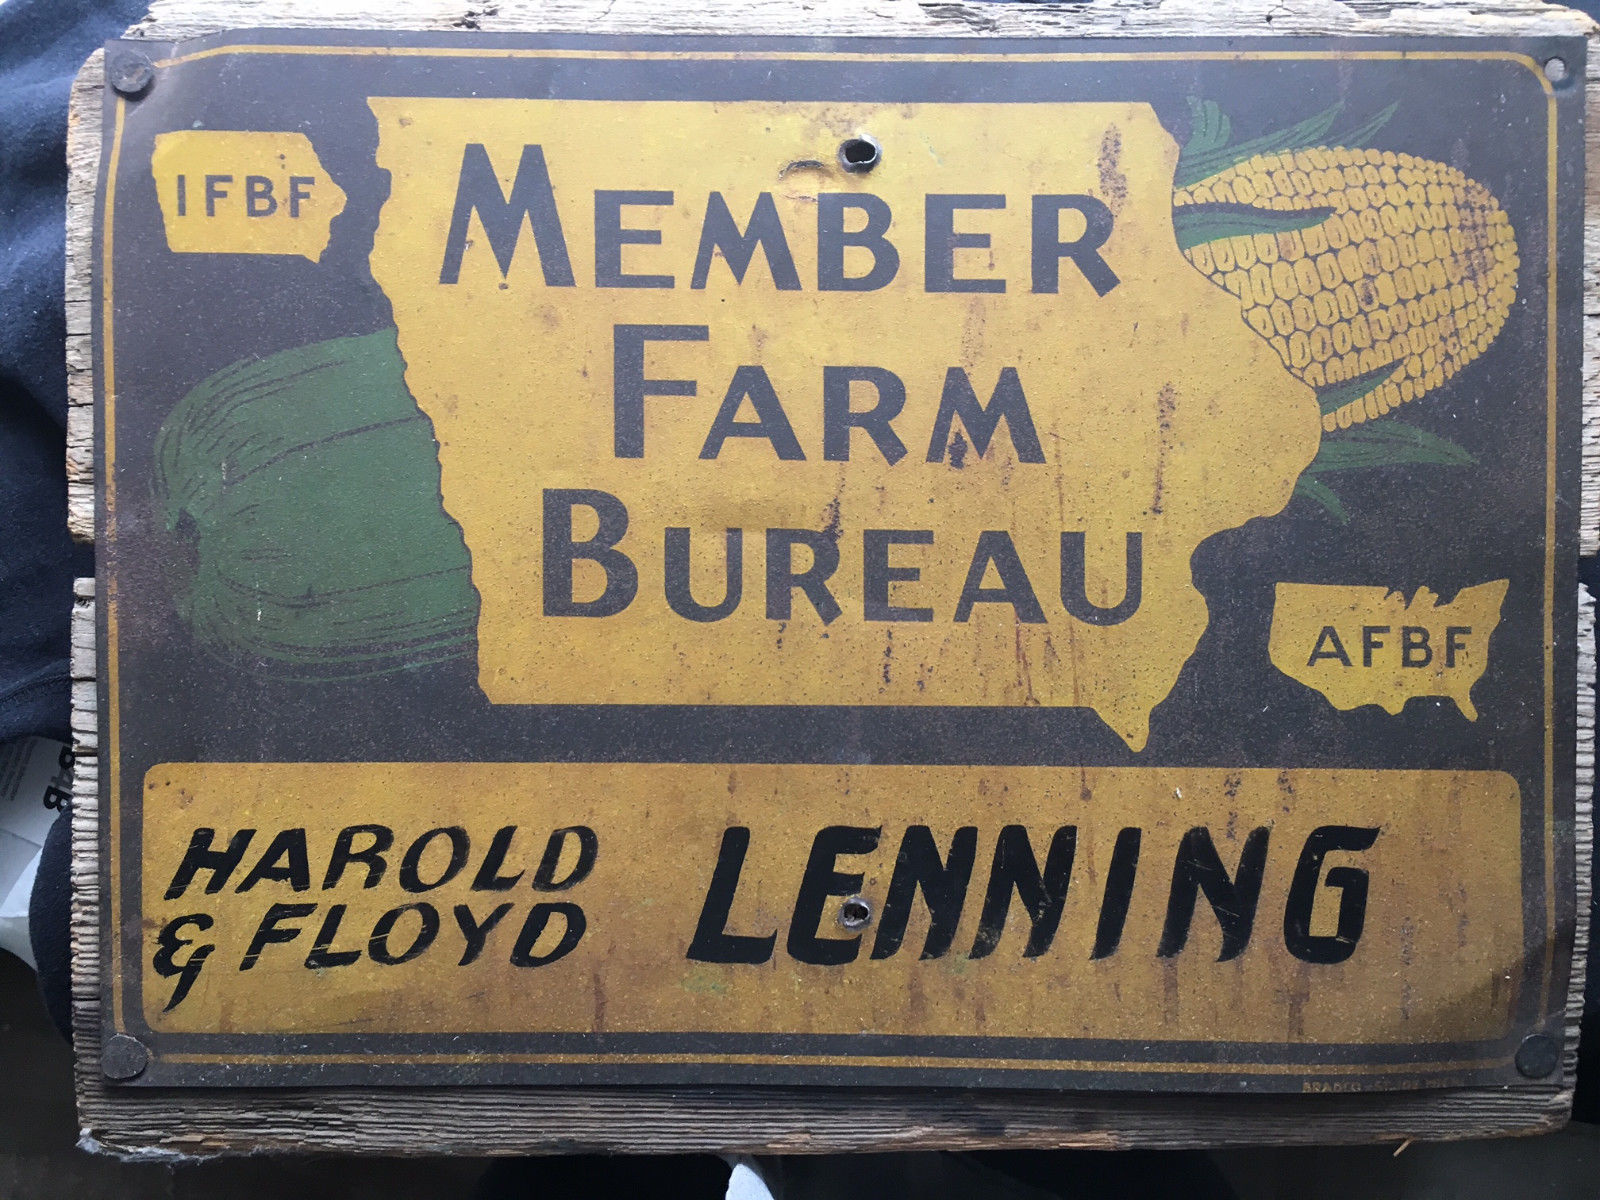 IFBF
MEMBER
FARM
BUREAU
AFBF
HAROLD
& FLOYD
LENNING